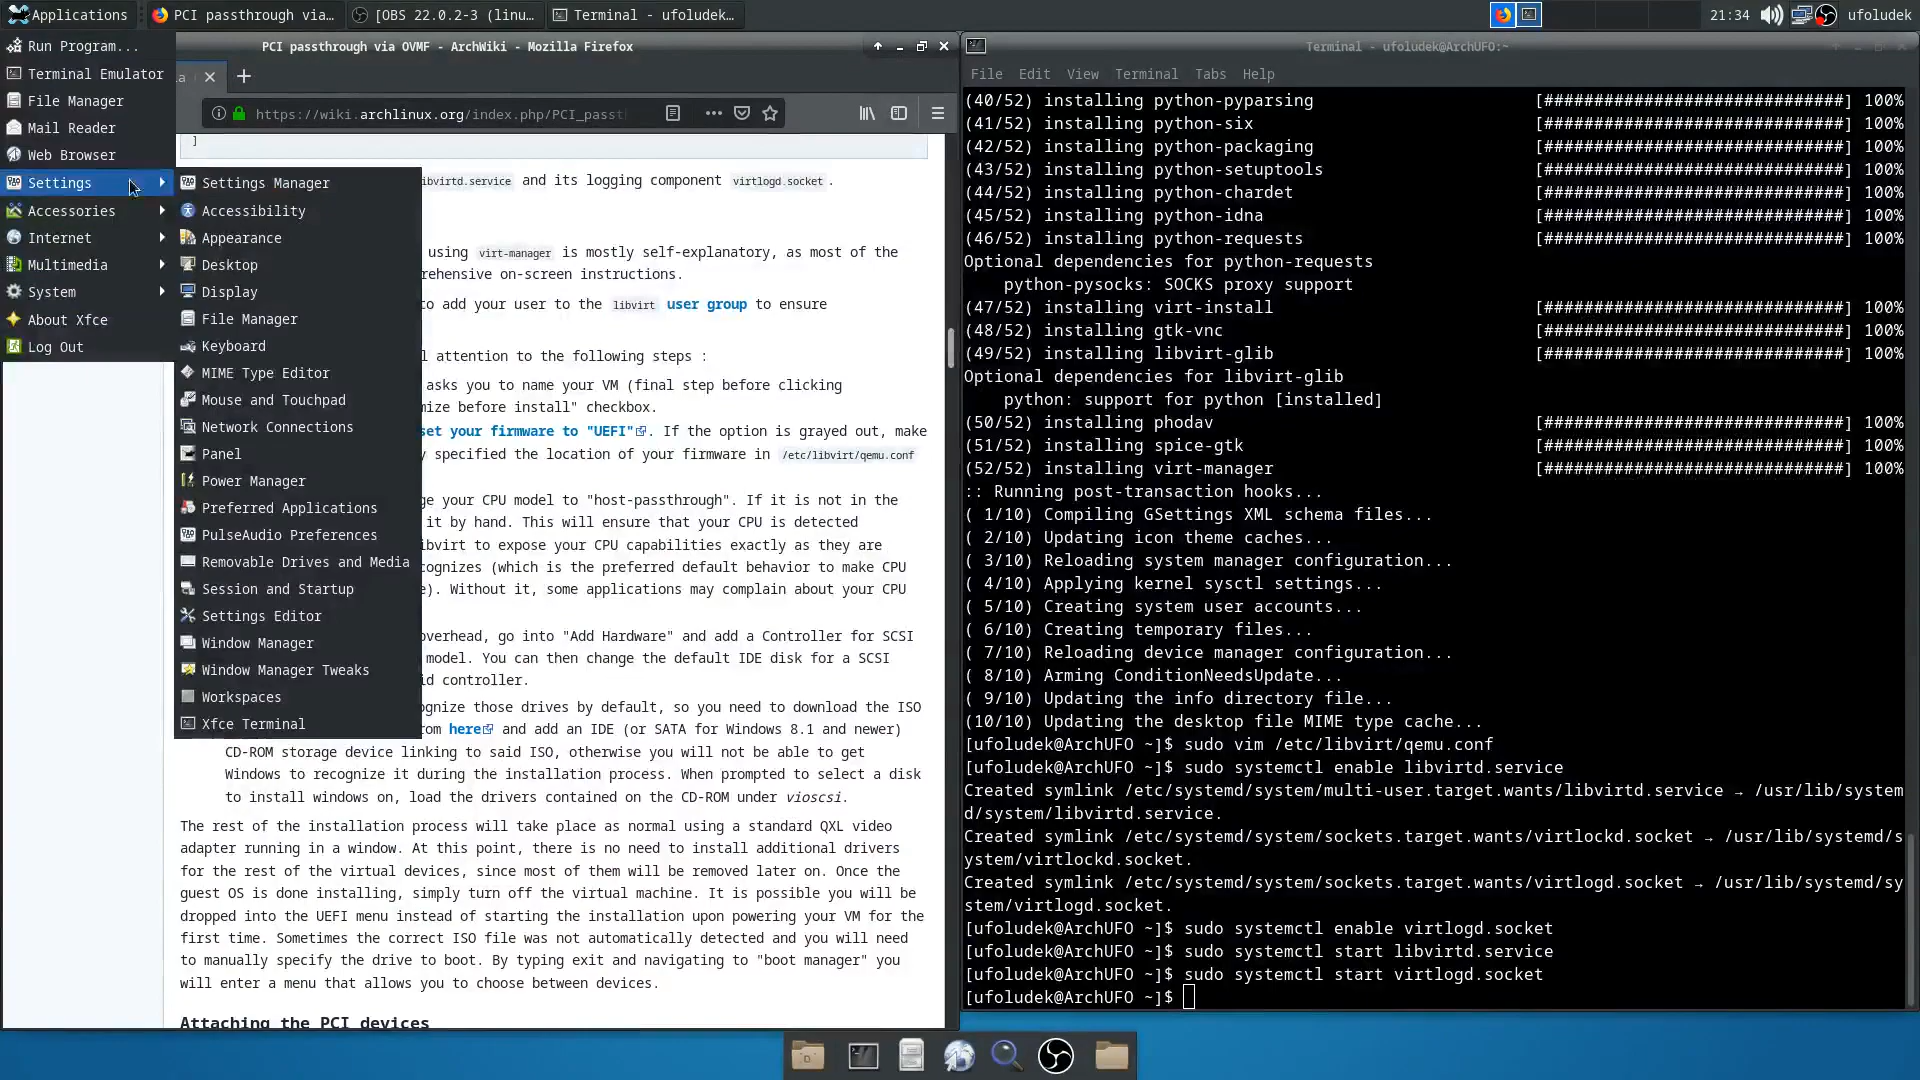 Applications
PCI passthrough via…
[OBS 22.0.2-3 (linu…
Terminal - ufoludek…
21:34
ufoludek
Run Program...
Terminal Emulator
File Manager
Mail Reader
Web Browser
Settings
Accessories
Internet
Multimedia
System
About Xfce
Log Out
Settings Manager
Accessibility
Appearance
Desktop
Display
File Manager
Keyboard
MIME Type Editor
Mouse and Touchpad
Network Connections
Panel
Power Manager
Preferred Applications
PulseAudio Preferences
Removable Drives and Media
Session and Startup
Settings Editor
Window Manager
Window Manager Tweaks
Workspaces
Xfce Terminal
PCI passthrough via OVMF - ArchWiki - Mozilla Firefox
https://wiki.archlinux.org/index.php/PCI_passt
]
ibvirtd.service and its logging component virtlogd.socket.
using virt-manager is mostly self-explanatory, as most of the
rehensive on-screen instructions.
to add your user to the libvirt user group to ensure
l attention to the following steps :
asks you to name your VM (final step before clicking
mize before install" checkbox.
set your firmware to "UEFI". If the option is grayed out, make
y specified the location of your firmware in /etc/libvirt/qemu.conf
ge your CPU model to "host-passthrough". If it is not in the
it by hand. This will ensure that your CPU is detected
ibvirt to expose your CPU capabilities exactly as they are
cognizes (which is the preferred default behavior to make CPU
e). Without it, some applications may complain about your CPU
overhead, go into "Add Hardware" and add a Controller for SCSI
model. You can then change the default IDE disk for a SCSI
id controller.
gnize those drives by default, so you need to download the ISO
rom here and add an IDE (or SATA for Windows 8.1 and newer)
CD-ROM storage device linking to said ISO, otherwise you will not be able to get
Windows to recognize it during the installation process. When prompted to select a disk
to install windows on, load the drivers contained on the CD-ROM under vioscsi.
The rest of the installation process will take place as normal using a standard QXL video
adapter running in a window. At this point, there is no need to install additional drivers
for the rest of the virtual devices, since most of them will be removed later on. Once the
guest OS is done installing, simply turn off the virtual machine. It is possible you will be
dropped into the UEFI menu instead of starting the installation upon powering your VM for the
first time. Sometimes the correct ISO file was not automatically detected and you will need
to manually specify the drive to boot. By typing exit and navigating to "boot manager" you
will enter a menu that allows you to choose between devices.
Attaching the PCI devices
Terminal - ufoludek@ArchUFO:~
File Edit View Terminal Tabs Help
(40/52) installing python-pyparsing [##############################] 100%
(41/52) installing python-six [##############################] 100%
(42/52) installing python-packaging [##############################] 100%
(43/52) installing python-setuptools [##############################] 100%
(44/52) installing python-chardet [##############################] 100%
(45/52) installing python-idna [##############################] 100%
(46/52) installing python-requests [##############################] 100%
Optional dependencies for python-requests
python-pysocks: SOCKS proxy support
(47/52) installing virt-install [##############################] 100%
(48/52) installing gtk-vnc [##############################] 100%
(49/52) installing libvirt-glib [##############################] 100%
Optional dependencies for libvirt-glib
python: support for python [installed]
(50/52) installing phodav [##############################] 100%
(51/52) installing spice-gtk [##############################] 100%
(52/52) installing virt-manager [##############################] 100%
:: Running post-transaction hooks...
( 1/10) Compiling GSettings XML schema files...
( 2/10) Updating icon theme caches...
( 3/10) Reloading system manager configuration...
( 4/10) Applying kernel sysctl settings...
( 5/10) Creating system user accounts...
( 6/10) Creating temporary files...
( 7/10) Reloading device manager configuration...
( 8/10) Arming ConditionNeedsUpdate...
( 9/10) Updating the info directory file...
(10/10) Updating the desktop file MIME type cache...
[ufoludek@ArchUFO ~]$ sudo vim /etc/libvirt/qemu.conf
[ufoludek@ArchUFO ~]$ sudo systemctl enable libvirtd.service
Created symlink /etc/systemd/system/multi-user.target.wants/libvirtd.service → /usr/lib/system
d/system/libvirtd.service.
Created symlink /etc/systemd/system/sockets.target.wants/virtlockd.socket → /usr/lib/systemd/s
ystem/virtlockd.socket.
Created symlink /etc/systemd/system/sockets.target.wants/virtlogd.socket → /usr/lib/systemd/sy
stem/virtlogd.socket.
[ufoludek@ArchUFO ~]$ sudo systemctl enable virtlogd.socket
[ufoludek@ArchUFO ~]$ sudo systemctl start libvirtd.service
[ufoludek@ArchUFO ~]$ sudo systemctl start virtlogd.socket
[ufoludek@ArchUFO ~]$